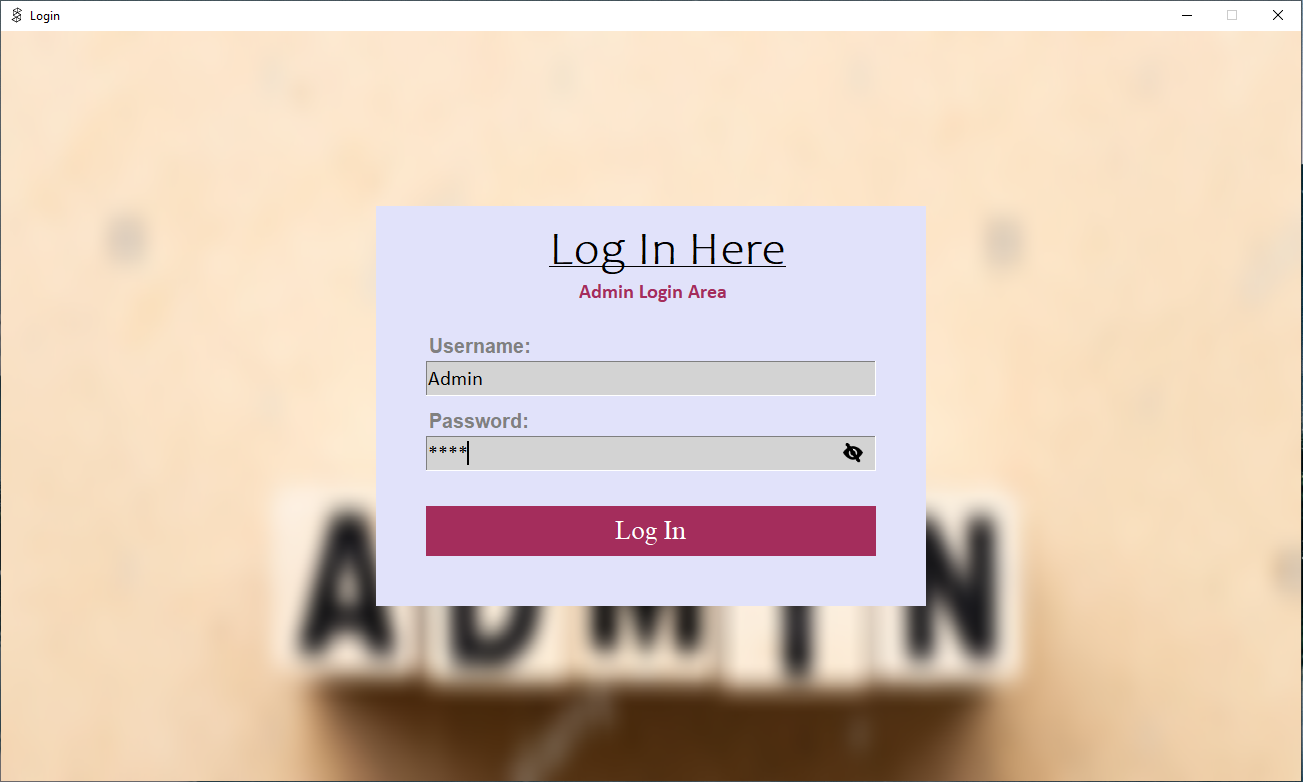 Login
Log In Here
Admin Login Area
Username:
Admin
Password:
****
Log In
ADMIN